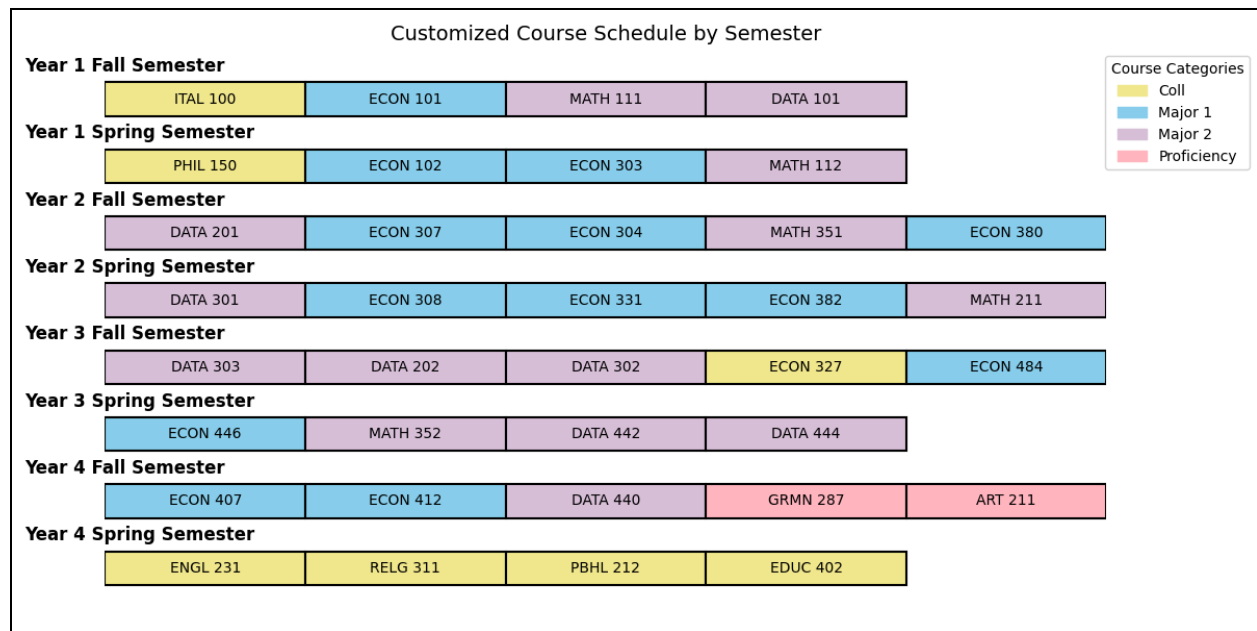 Customized Course Schedule by Semester
Year 1 Fall Semester
ITAL 100 ECON 101 MATH 111 DATA 101
Year 1 Spring Semester
PHIL 150 ECON 102 ECON 303 MATH 112
Year 2 Fall Semester
DATA 201 ECON 307 ECON 304 MATH 351 ECON 380
Year 2 Spring Semester
DATA 301 ECON 308 ECON 331 ECON 382 MATH 211
Year 3 Fall Semester
DATA 303 DATA 202 DATA 302 ECON 327 ECON 484
Year 3 Spring Semester
ECON 446 MATH 352 DATA 442 DATA 444
Year 4 Fall Semester
ECON 407 ECON 412 DATA 440 GRMN 287 ART 211
Year 4 Spring Semester
ENGL 231 RELG 311 PBHL 212 EDUC 402
Course Categories
Coll
Major 1
Major 2
Proficiency